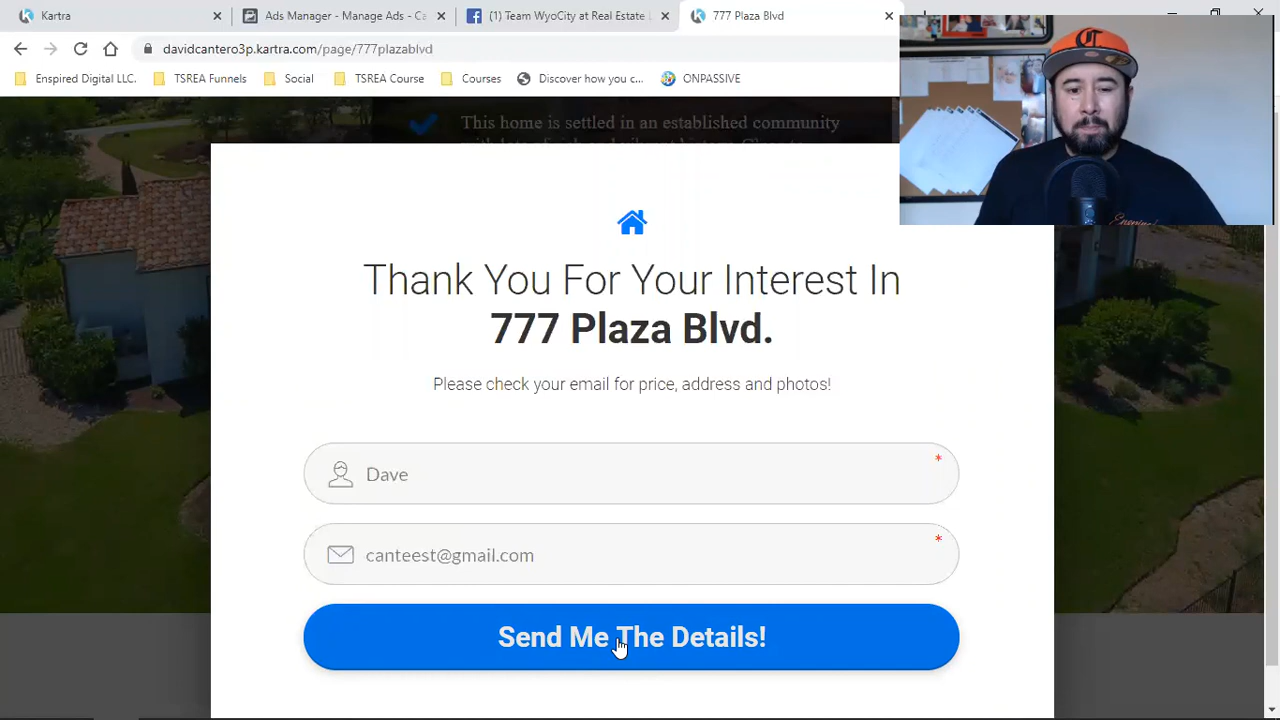 Kartra
Ads Manager - Manage Ads - Ca
(1) Team WyoCity at Real Estate L
777 Plaza Blvd
davidcantero3p.kartra.com/page/777plazablvd
Enspired Digital LLC.
TSREA Funnels
Social
TSREA Course
Courses
Discover how you c...
ONPASSIVE
This home is settled in an established community
Thank You For Your Interest In
777 Plaza Blvd.
Please check your email for price, address and photos!
Dave
*
canteest@gmail.com
*
Send Me The Details!